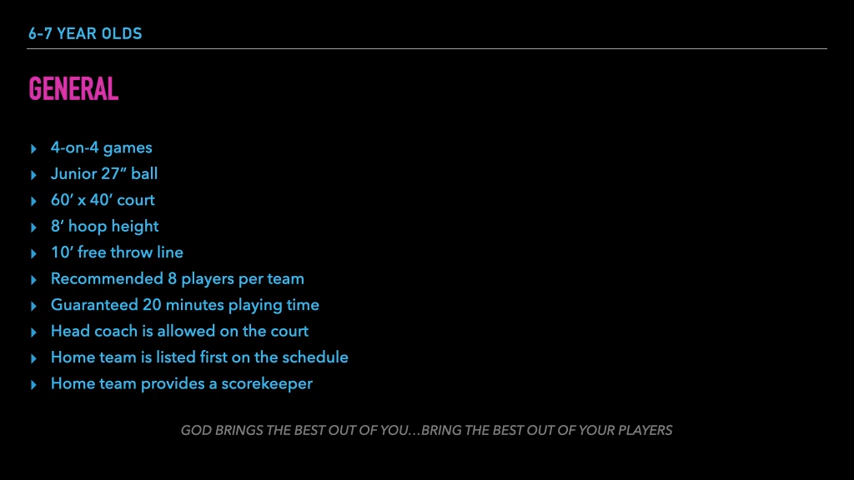 6-7 YEAR OLDS
GENERAL
4-on-4 games
Junior 27” ball
60’ x 40’ court
8’ hoop height
10’ free throw line
Recommended 8 players per team
Guaranteed 20 minutes playing time
Head coach is allowed on the court
Home team is listed first on the schedule
Home team provides a scorekeeper
GOD BRINGS THE BEST OUT OF YOU…BRING THE BEST OUT OF YOUR PLAYERS